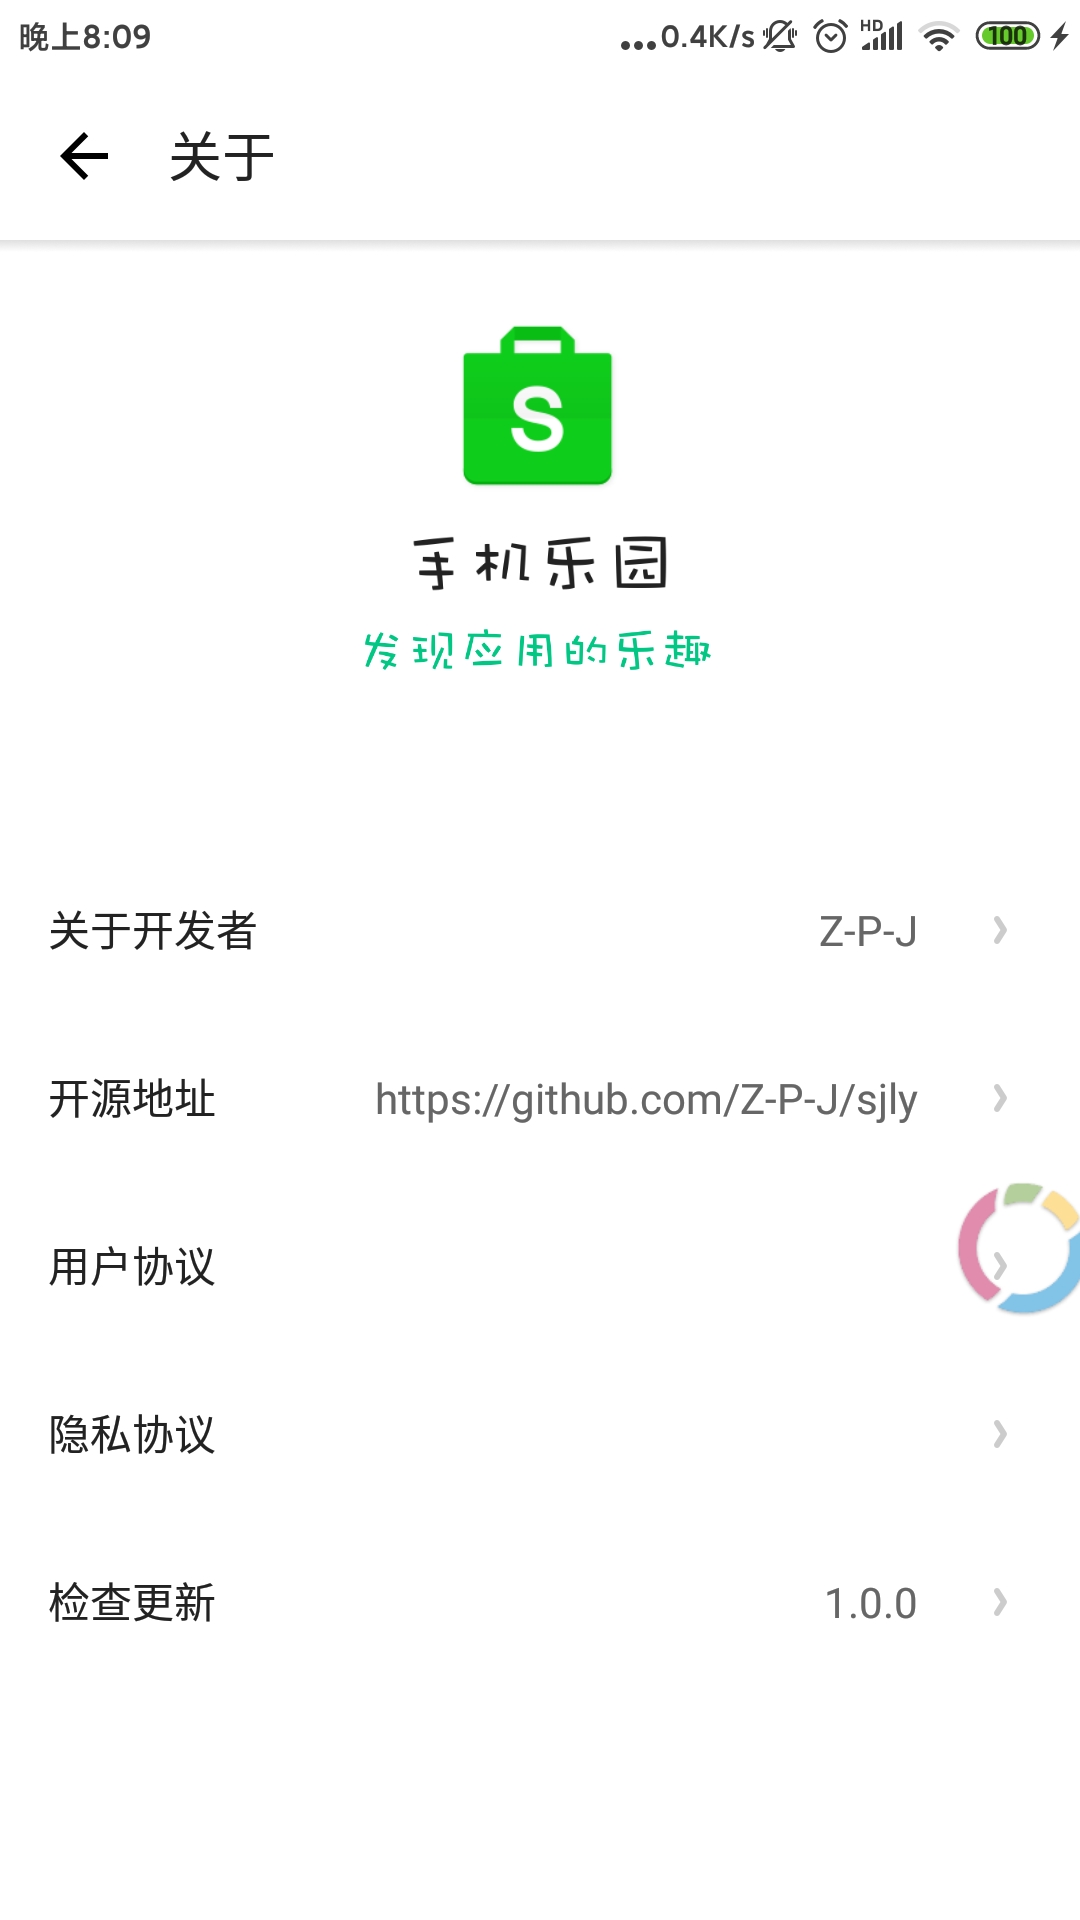 晚上8:09 ...0.4K/s HD 100
关于
S
手机乐园
发现应用的乐趣
关于开发者 Z-P-J
开源地址 https://github.com/Z-P-J/sjly
用户协议
隐私协议
检查更新 1.0.0